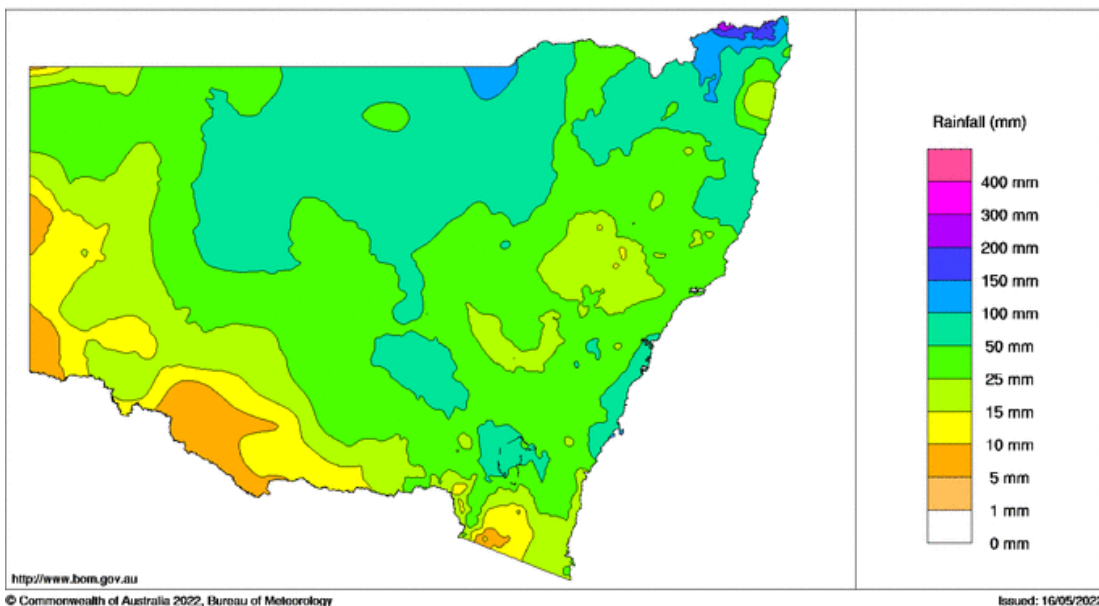 Rainfall (mm)
400 mm
300 mm
200 mm
150 mm
100 mm
50 mm
25 mm
15 mm
10 mm
5 mm
1 mm
0 mm
http://www.bom.gov.au
© Commonwealth of Australia 2022, Bureau of Meteorology
Issued: 16/05/2022